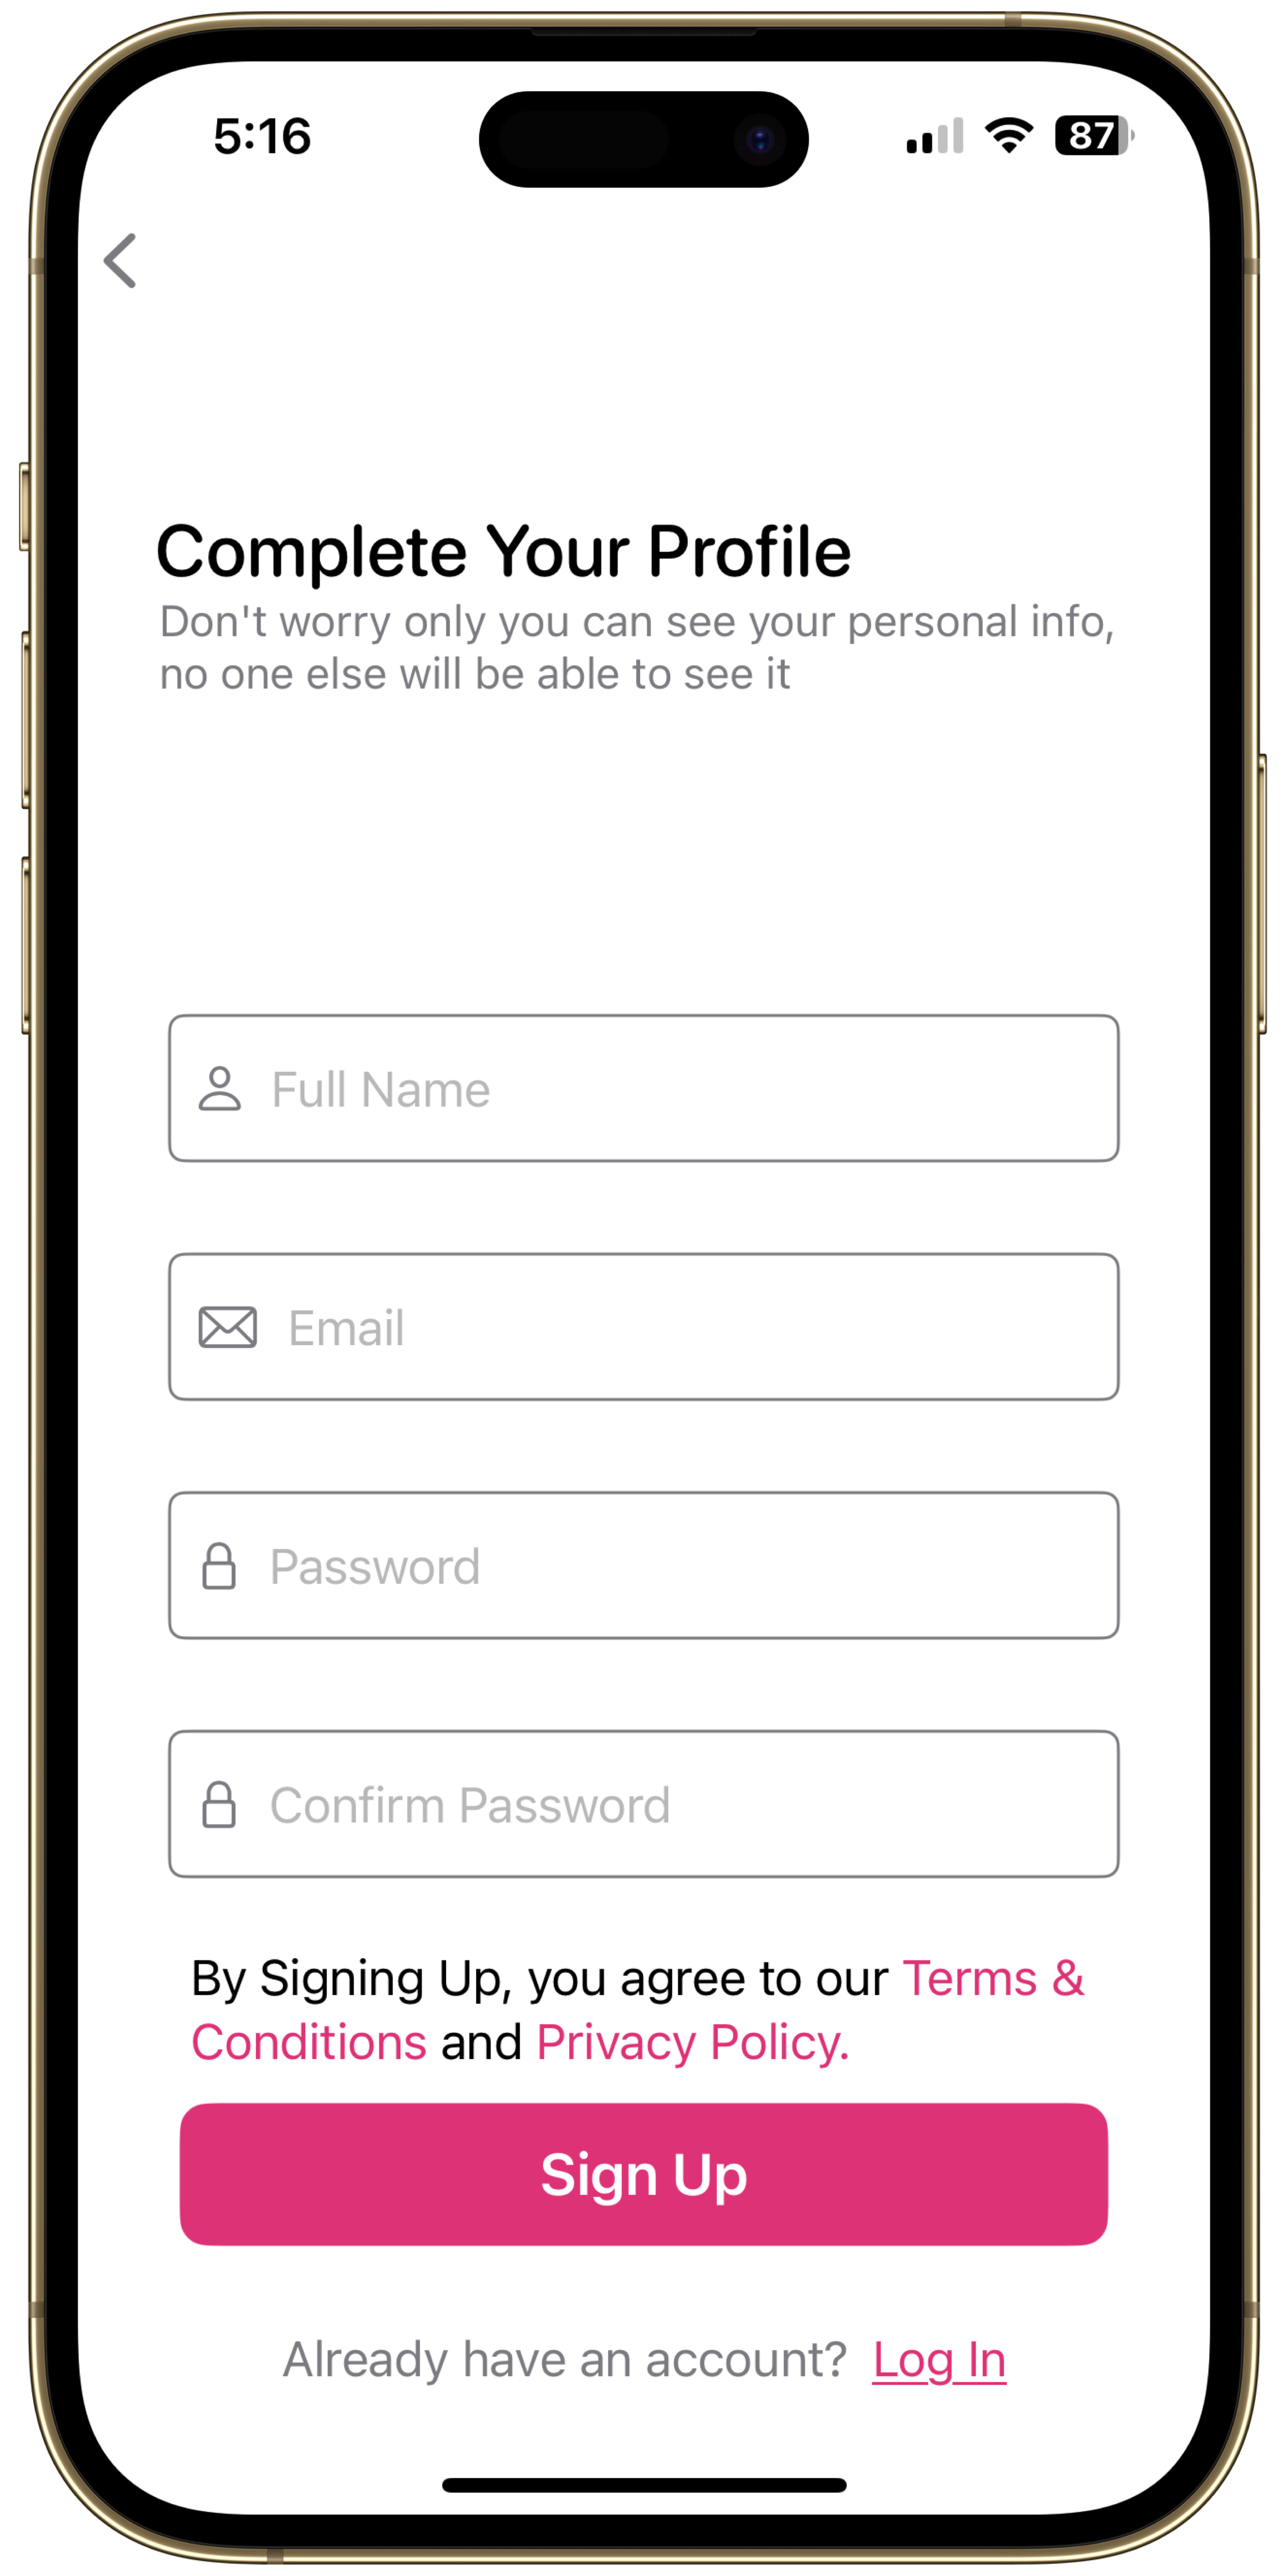 5:16
87
Complete Your Profile
Don't worry only you can see your personal info,
no one else will be able to see it
Full Name
Email
Password
Confirm Password
By Signing Up, you agree to our Terms &
Conditions and Privacy Policy.
Sign Up
Already have an account? Log In